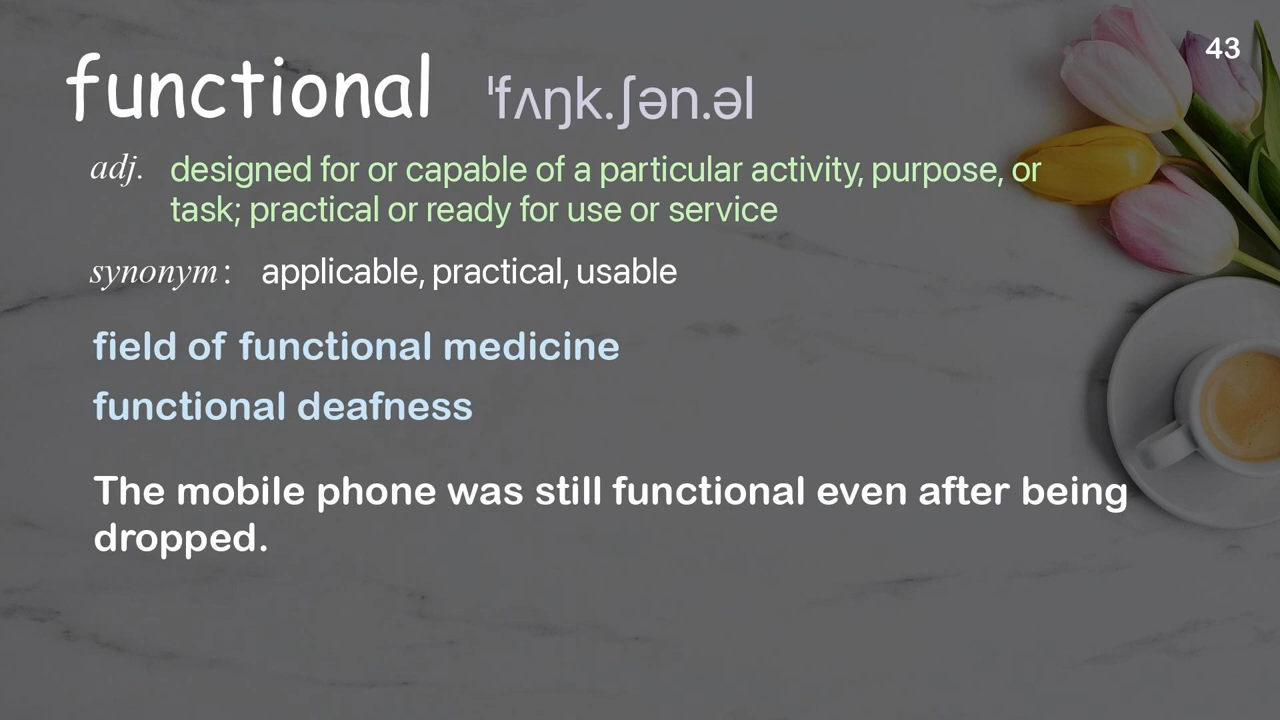 43
functional ˈfʌŋk.ʃən.əl
adj. designed for or capable of a particular activity, purpose, or
task; practical or ready for use or service
synonym: applicable, practical, usable
field of functional medicine
functional deafness
The mobile phone was still functional even after being
dropped.